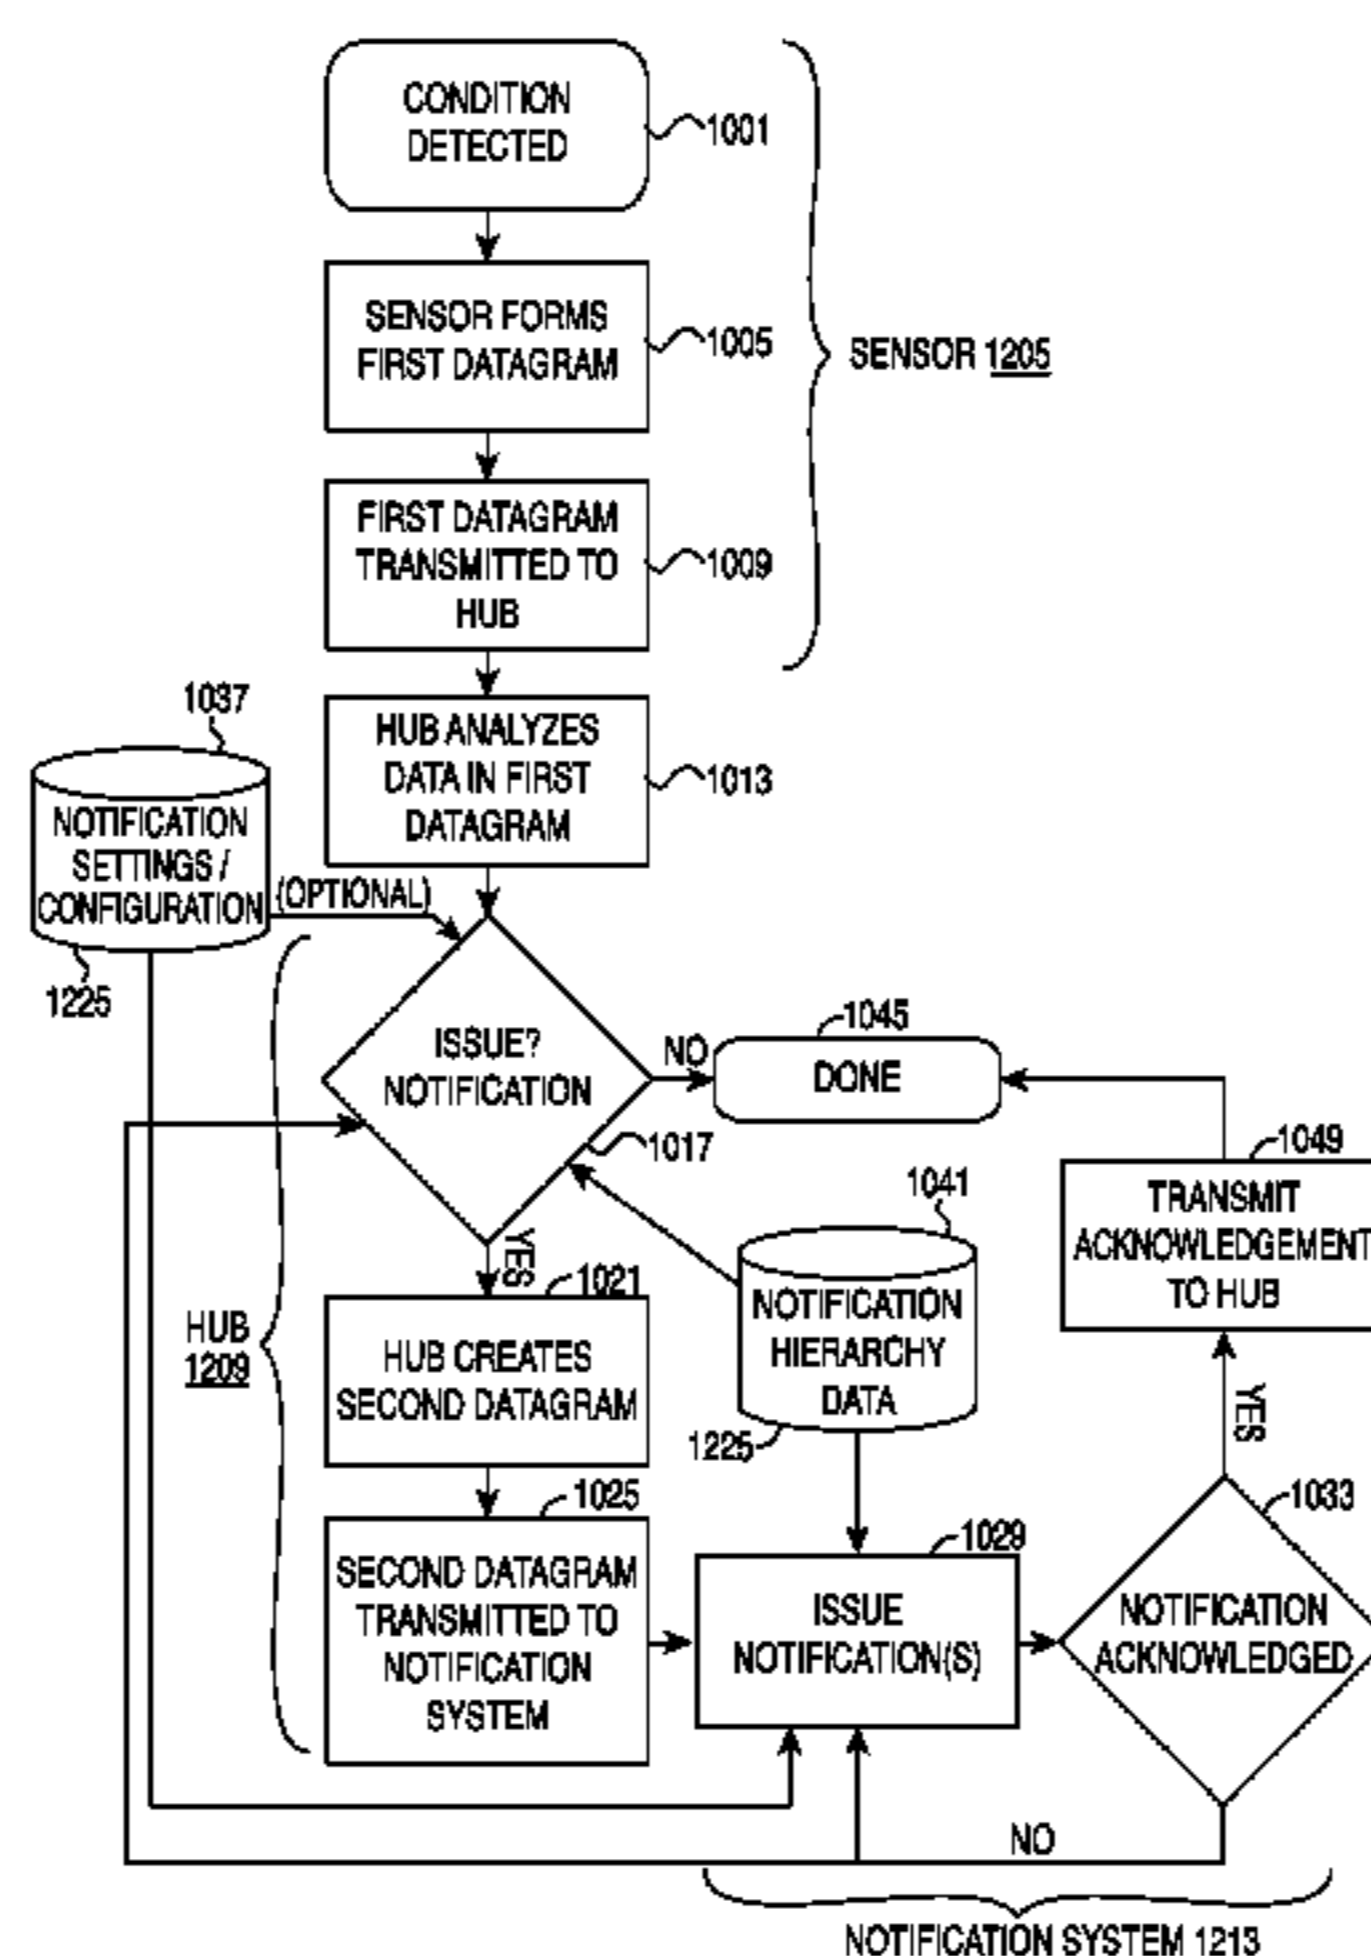 CONDITION
DETECTED
1001
SENSOR FORMS
FIRST DATAGRAM
1005
SENSOR 1205
FIRST DATAGRAM
TRANSMITTED TO
HUB
1009
1037
NOTIFICATION
SETTINGS /
CONFIGURATION
1225
(OPTIONAL)
HUB ANALYZES
DATA IN FIRST
DATAGRAM
1013
ISSUE?
NOTIFICATION
1017
NO
1045
DONE
1049
TRANSMIT
ACKNOWLEDGEMENT
TO HUB
1041
NOTIFICATION
HIERARCHY
DATA
1225
YES
1021
HUB CREATES
SECOND DATAGRAM
HUB
1209
1025
SECOND DATAGRAM
TRANSMITTED TO
NOTIFICATION
SYSTEM
1029
ISSUE
NOTIFICATION(S)
YES
1033
NOTIFICATION
ACKNOWLEDGED
NO
NOTIFICATION SYSTEM 1213